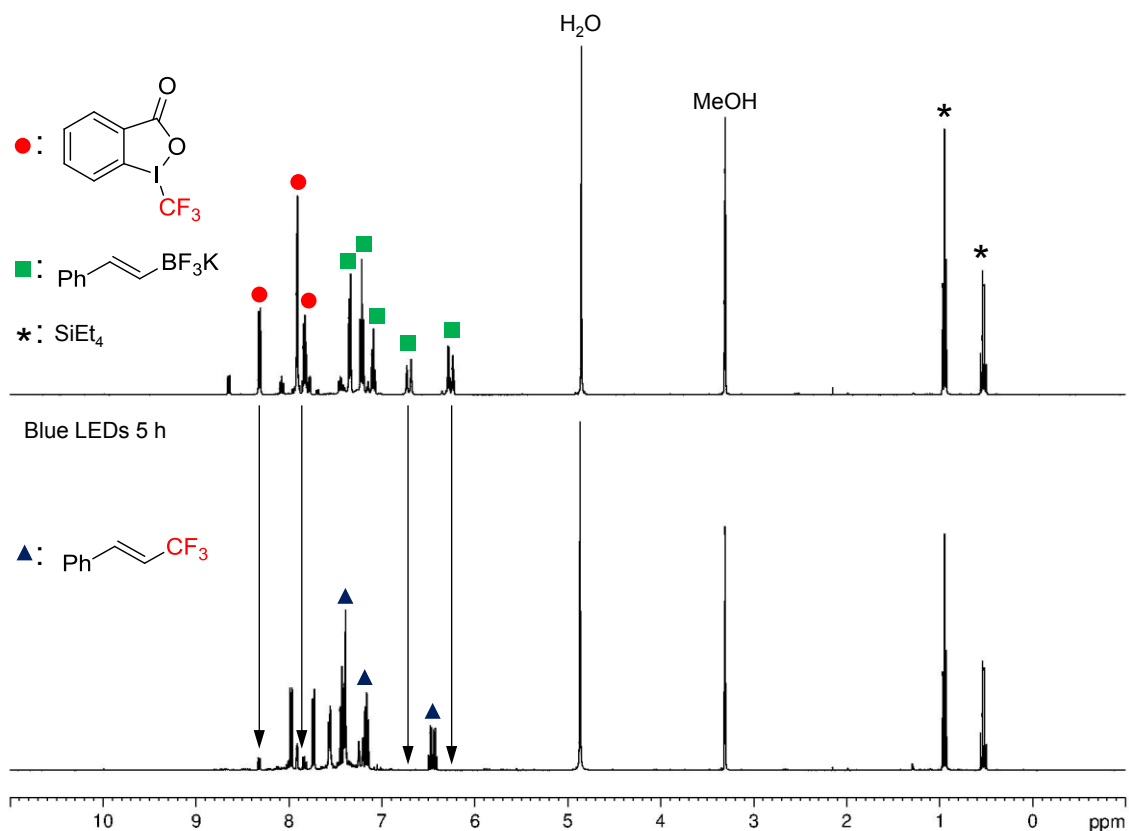 H₂O
MeOH
*
*
: O
O
I
CF₃
: Ph BF₃K
*: SiEt₄
Blue LEDs 5 h
: Ph CF₃
10 9 8 7 6 5 4 3 2 1 0 ppm